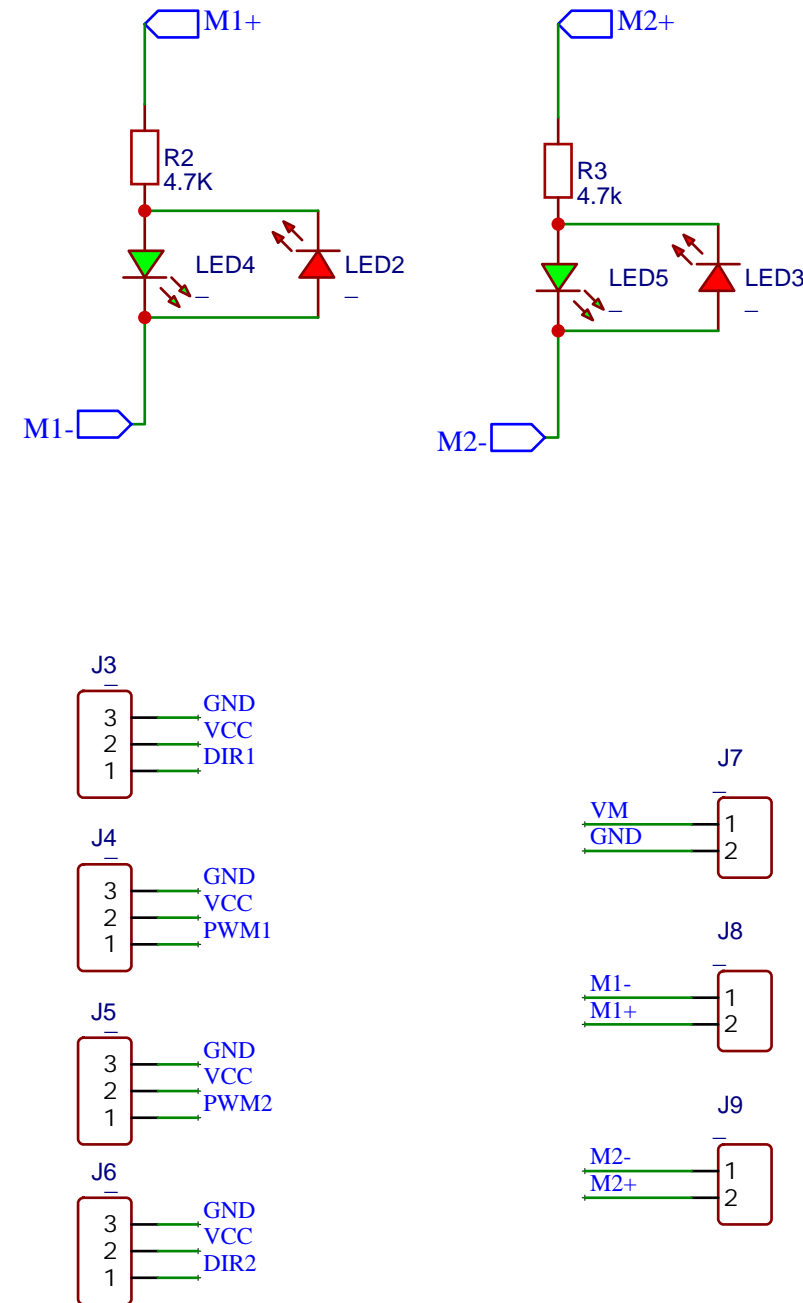 M1+
M2+
R2
4.7K
R3
4.7k
LED4
LED2
LED5
LED3
–
–
–
–
M1-
M2-
J3
–
3 GND
2 VCC
1 DIR1
J4
–
3 GND
2 VCC
1 PWM1
J5
–
3 GND
2 VCC
1 PWM2
J6
–
3 GND
2 VCC
1 DIR2
J7
–
VM 1
GND 2
J8
–
M1- 1
M1+ 2
J9
–
M2- 1
M2+ 2